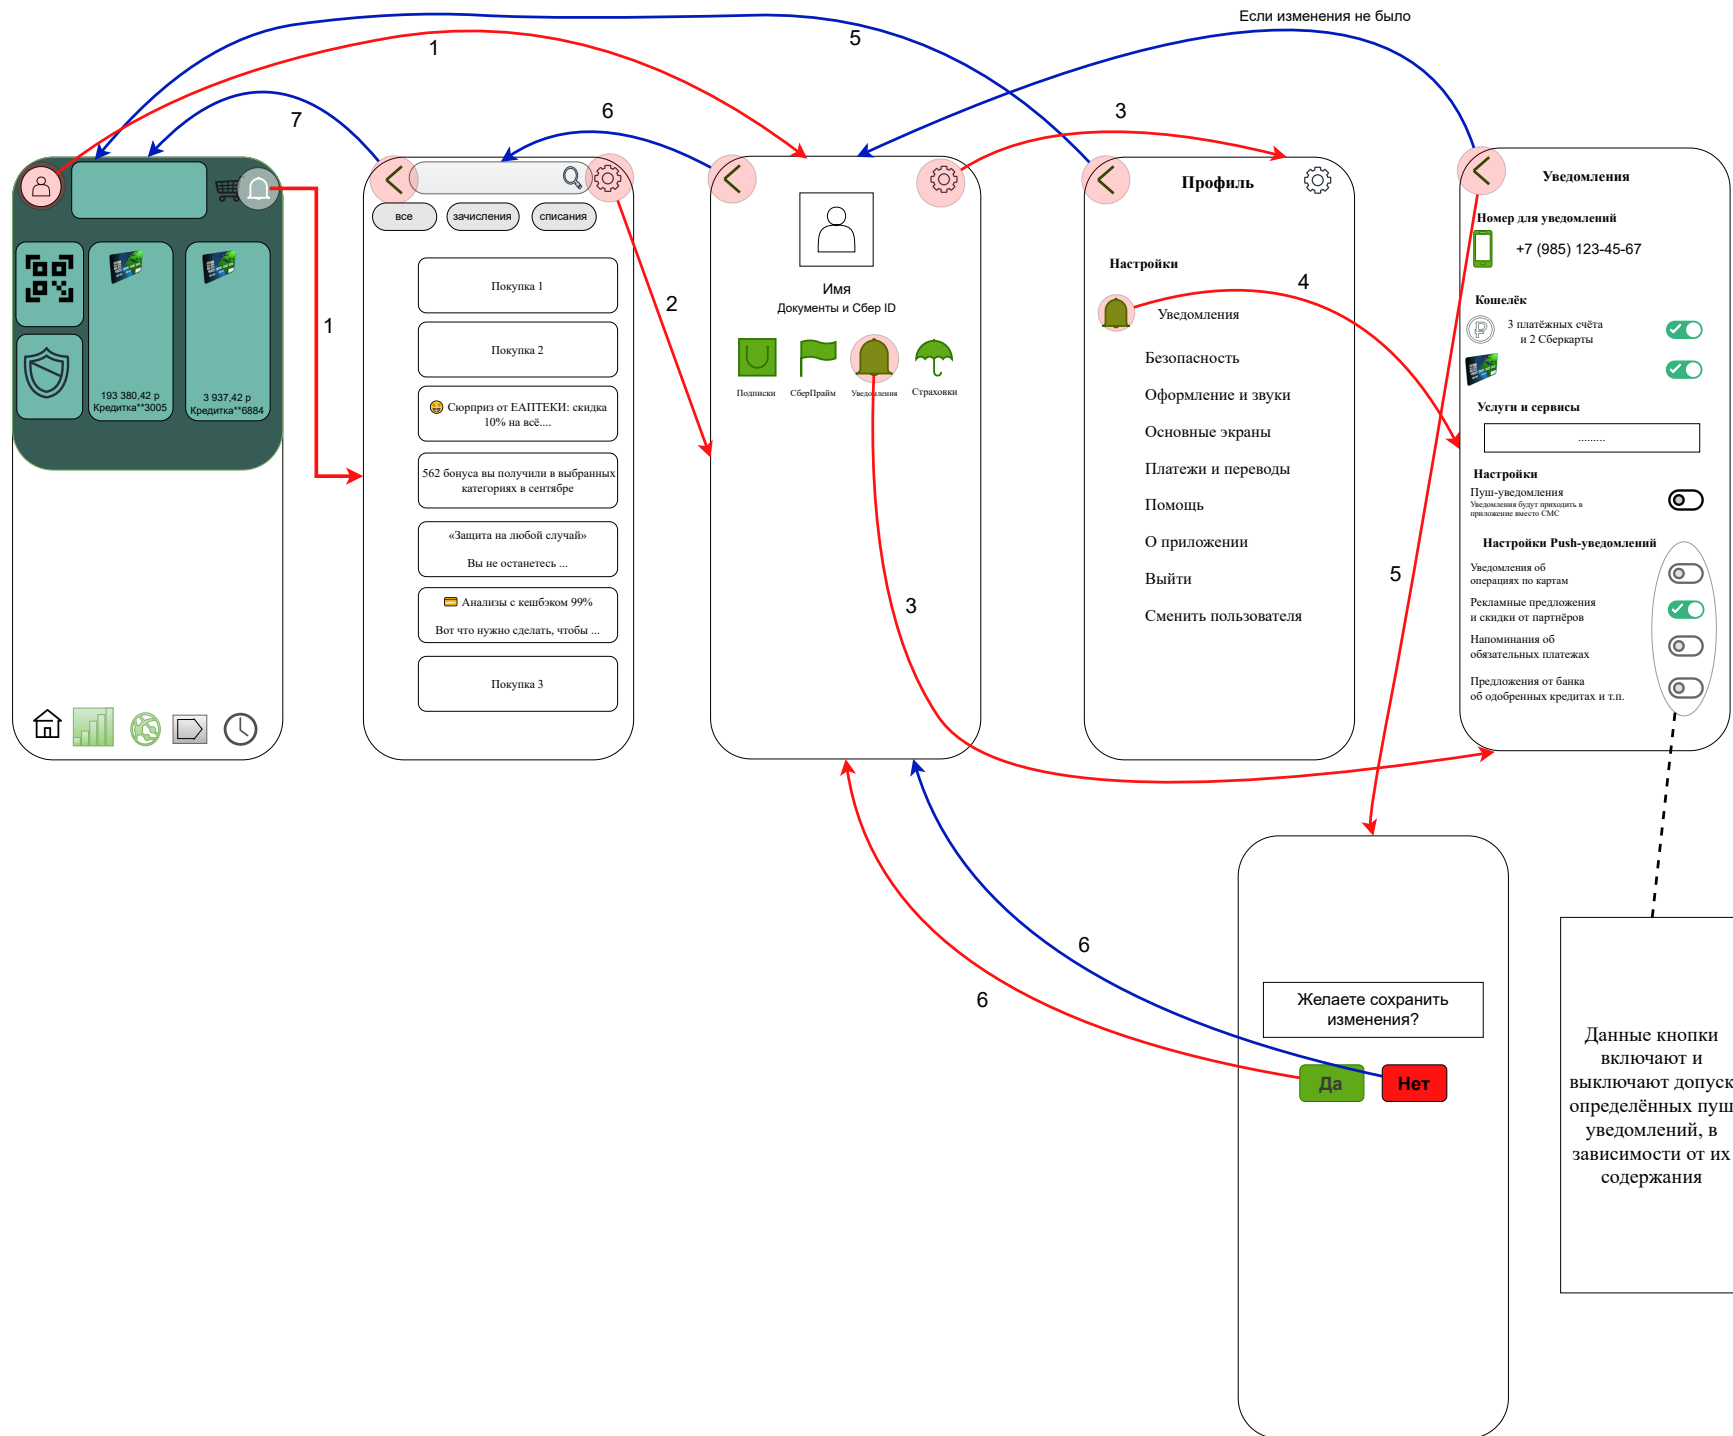 Если изменения не было
1
5
7
6
3
193 380,42 р
Кредитка**3005
3 937,42 р
Кредитка**6884
1
все
зачисления
списания
Покупка 1
Покупка 2
Сюрприз от ЕАПТЕКИ: скидка
10% на всё....
562 бонуса вы получили в выбранных
категориях в сентябре
«Защита на любой случай»
Вы не останетесь ...
Анализы с кешбэком 99%
Вот что нужно сделать, чтобы ...
Покупка 3
2
Имя
Документы и Сбер ID
Подписки
СберПрайм
Уведомления
Страховки
3
Профиль
Настройки
Уведомления
Безопасность
Оформление и звуки
Основные экраны
Платежи и переводы
Помощь
О приложении
Выйти
Сменить пользователя
4
5
Уведомления
Номер для уведомлений
+7 (985) 123-45-67
Кошелёк
3 платёжных счёта
и 2 Сберкарты
Услуги и сервисы
.........
Настройки
Пуш-уведомления
Уведомления будут приходить в
приложение вместо СМС
Настройки Push-уведомлений
Уведомления об
операциях по картам
Рекламные предложения
и скидки от партнёров
Напоминания об
обязательных платежах
Предложения от банка
об одобренных кредитах и т.п.
6
6
Желаете сохранить
изменения?
Да
Нет
Данные кнопки
включают и
выключают допуск
определённых пуш
уведомлений, в
зависимости от их
содержания